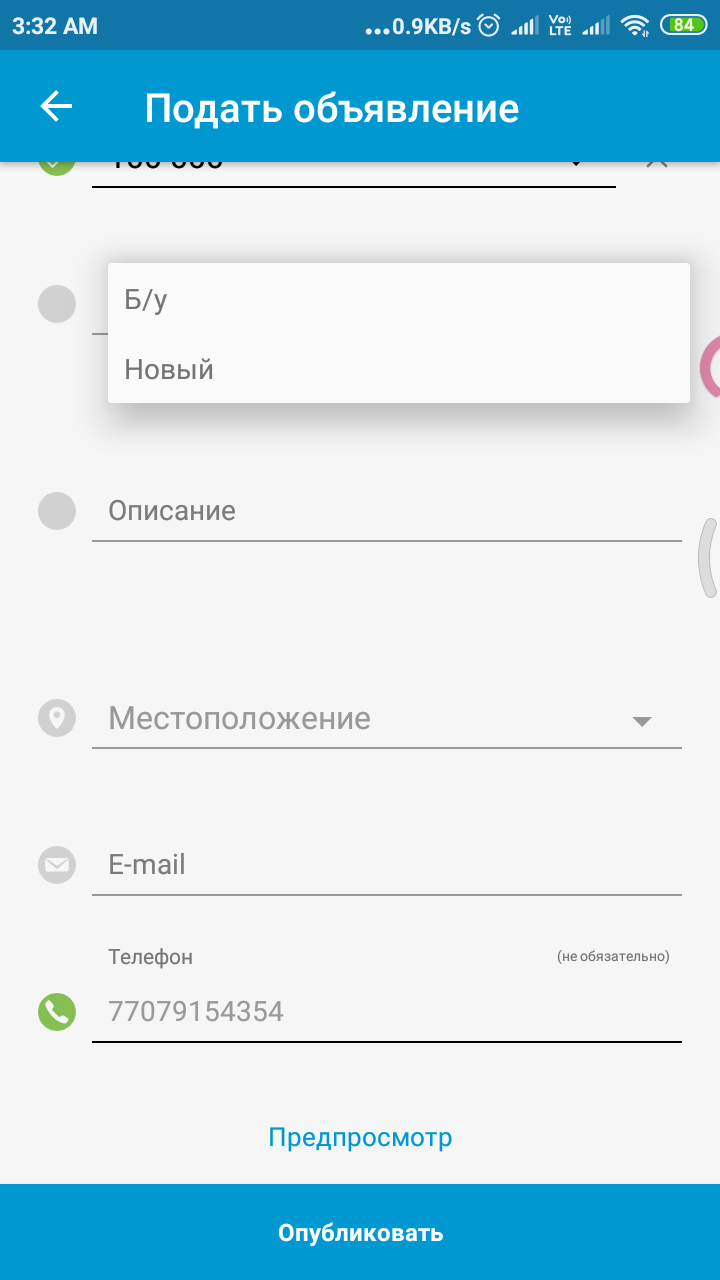 3:32 AM
...0.9KB/s
Vo))
LTE
84
Подать объявление
Б/у
Новый
Описание
Местоположение
E-mail
Телефон
(не обязательно)
77079154354
Предпросмотр
Опубликовать